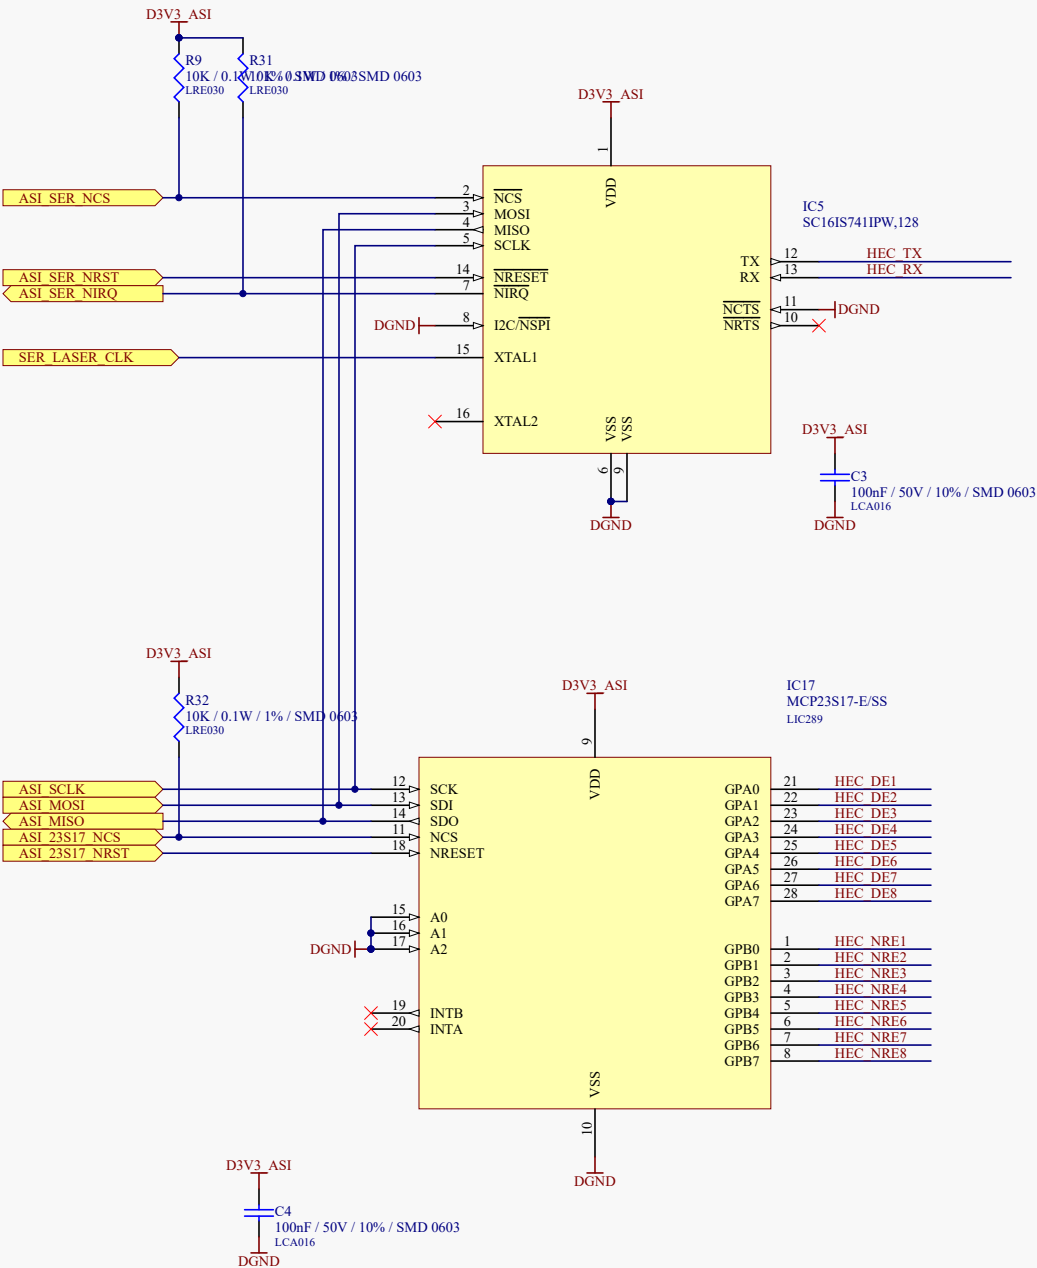 D3V3_ASI
R9
10K / 0.1W / 1% / SMD 0603
LRE030
R31
10K / 0.1W / 1% / SMD 0603
LRE030
D3V3_ASI
1
VDD
IC5
SC16IS741IPW,128
ASI_SER_NCS
2 NCS
3 MOSI
4 MISO
5 SCLK
ASI_SER_NRST
14 NRESET
ASI_SER_NIRQ
7 NIRQ
DGND
8 I2C/NSPI
SER_LASER_CLK
15 XTAL1
16 XTAL2
TX 12 HEC_TX
RX 13 HEC_RX
NCTS 11 DGND
NRTS 10
VSS VSS
6 9
DGND
D3V3_ASI
C3
100nF / 50V / 10% / SMD 0603
LCA016
DGND
D3V3_ASI
R32
10K / 0.1W / 1% / SMD 0603
LRE030
D3V3_ASI
9
VDD
IC17
MCP23S17-E/SS
LIC289
ASI_SCLK 12 SCK
ASI_MOSI 13 SDI
ASI_MISO 14 SDO
ASI_23S17_NCS 11 NCS
ASI_23S17_NRST 18 NRESET
15 A0
16 A1
DGND 17 A2
19 INTB
20 INTA
GPA0 21 HEC_DE1
GPA1 22 HEC_DE2
GPA2 23 HEC_DE3
GPA3 24 HEC_DE4
GPA4 25 HEC_DE5
GPA5 26 HEC_DE6
GPA6 27 HEC_DE7
GPA7 28 HEC_DE8
GPB0 1 HEC_NRE1
GPB1 2 HEC_NRE2
GPB2 3 HEC_NRE3
GPB3 4 HEC_NRE4
GPB4 5 HEC_NRE5
GPB5 6 HEC_NRE6
GPB6 7 HEC_NRE7
GPB7 8 HEC_NRE8
VSS
10
DGND
D3V3_ASI
C4
100nF / 50V / 10% / SMD 0603
LCA016
DGND